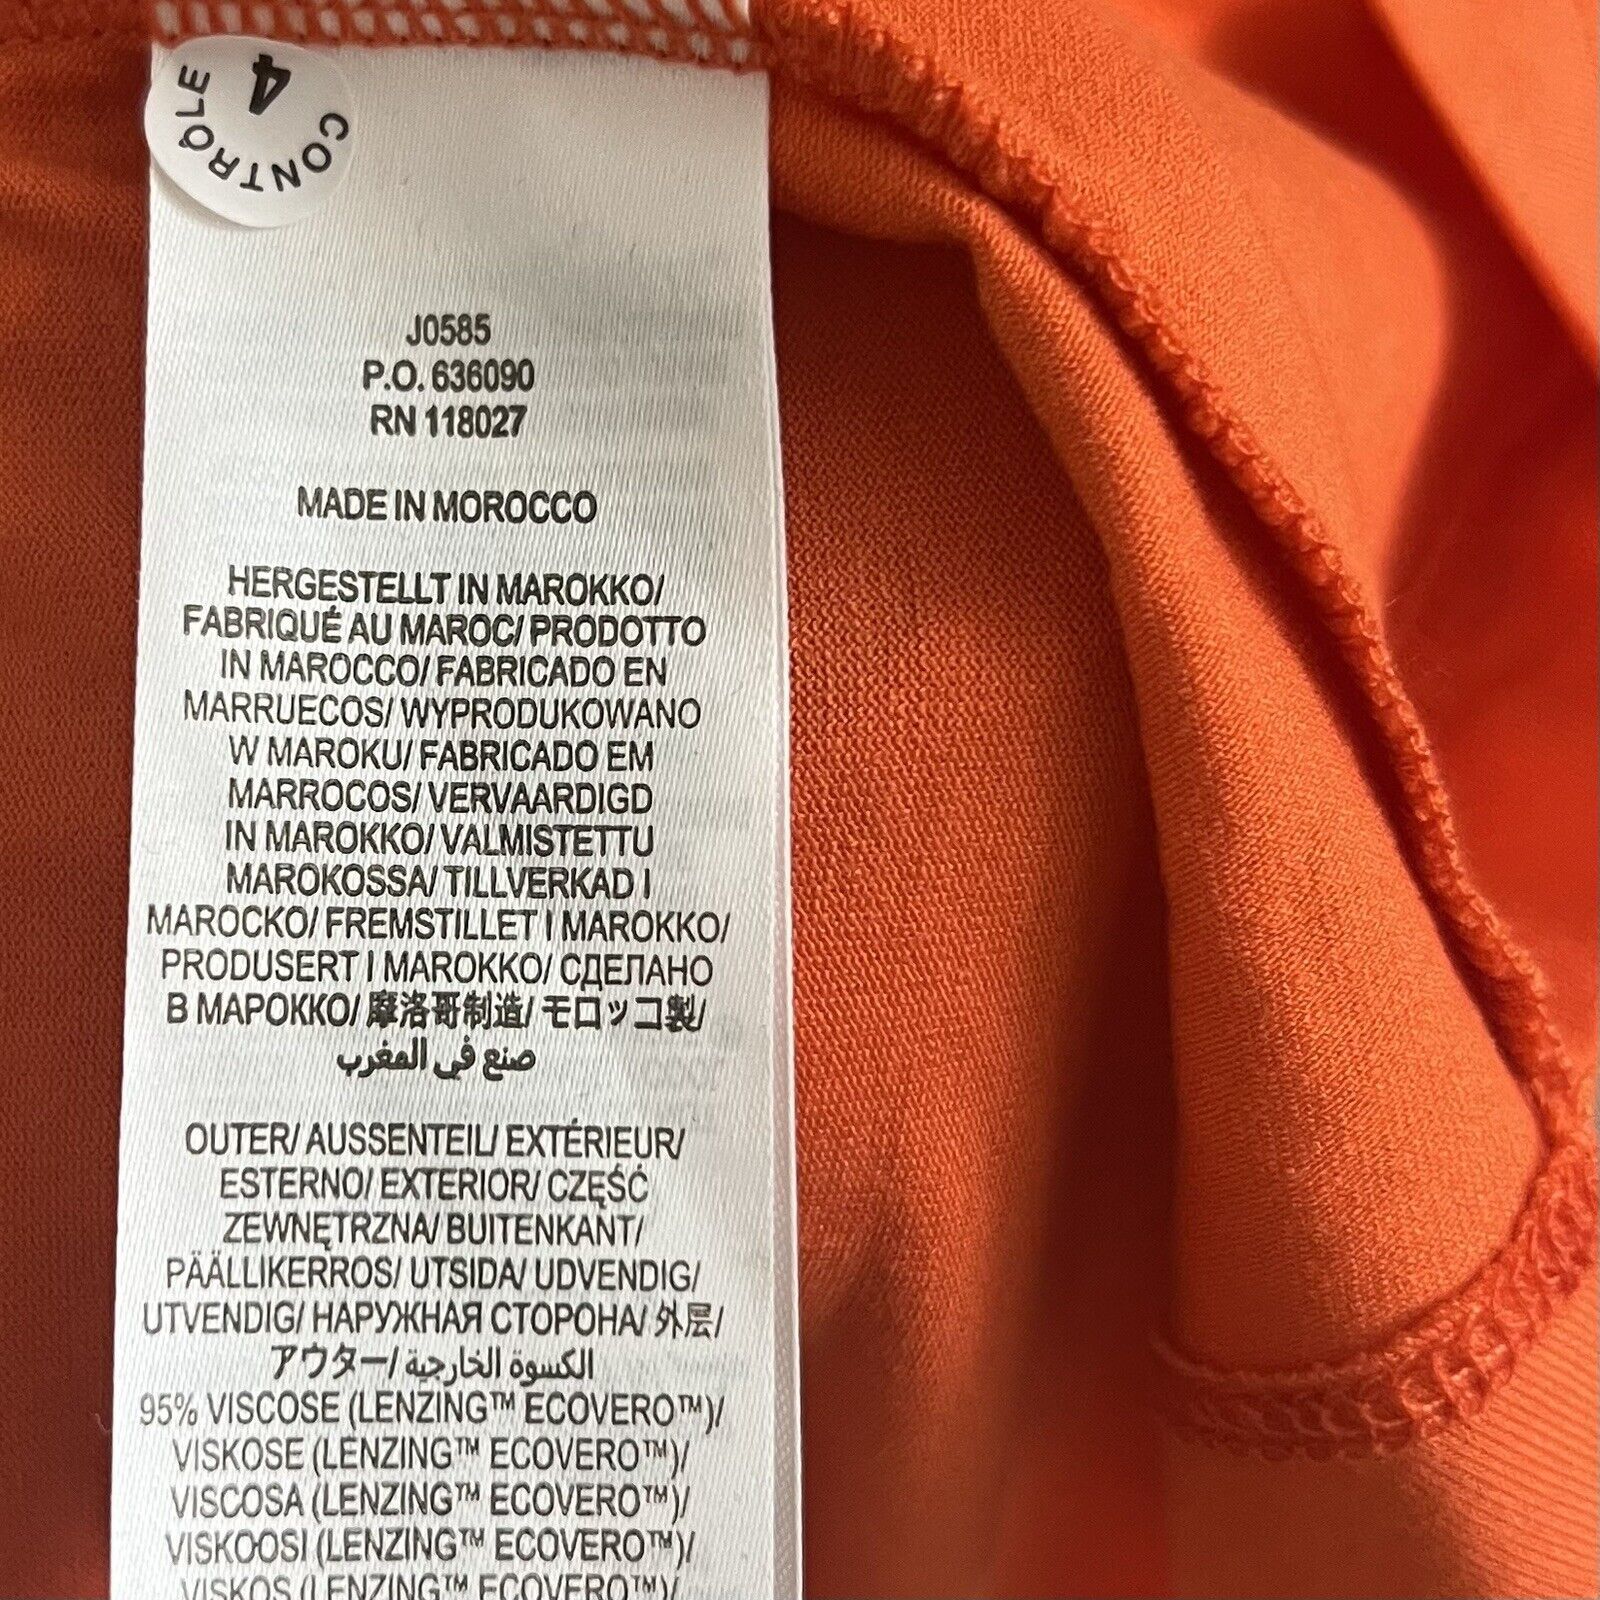 CONTRÔLE
4
J0585
P.O. 636090
RN 118027
MADE IN MOROCCO
HERGESTELLT IN MAROKKO/
FABRIQUÉ AU MAROC/ PRODOTTO
IN MAROCCO/ FABRICADO EN
MARRUECOS/ WYPRODUKOWANO
W MAROKU/ FABRICADO EM
MARROCOS/ VERVAARDIGD
IN MAROKKO/ VALMISTETTU
MAROKOSSA/ TILLVERKAD I
MAROCKO/ FREMSTILLET I MAROKKO/
PRODUSERT I MAROKKO/ СДЕЛАНО
В МАРОККО/ 摩洛哥制造/ モロッコ製/
صنع في المغرب
OUTER/ AUSSENTEIL/ EXTÉRIEUR/
ESTERNO/ EXTERIOR/ CZĘŚĆ
ZEWNĘTRZNA/ BUITENKANT/
PÄÄLLIKERROS/ UTSIDA/ UDVENDIG/
UTVENDIG/ НАРУЖНАЯ СТОРОНА/ 外层/
アウター/ الكسوة الخارجية
95% VISCOSE (LENZING™ ECOVERO™)/
VISKOSE (LENZING™ ECOVERO™)/
VISCOSA (LENZING™ ECOVERO™)/
VISKOOSI (LENZING™ ECOVERO™)/
VISKOS (LENZING™ ECOVERO™)/